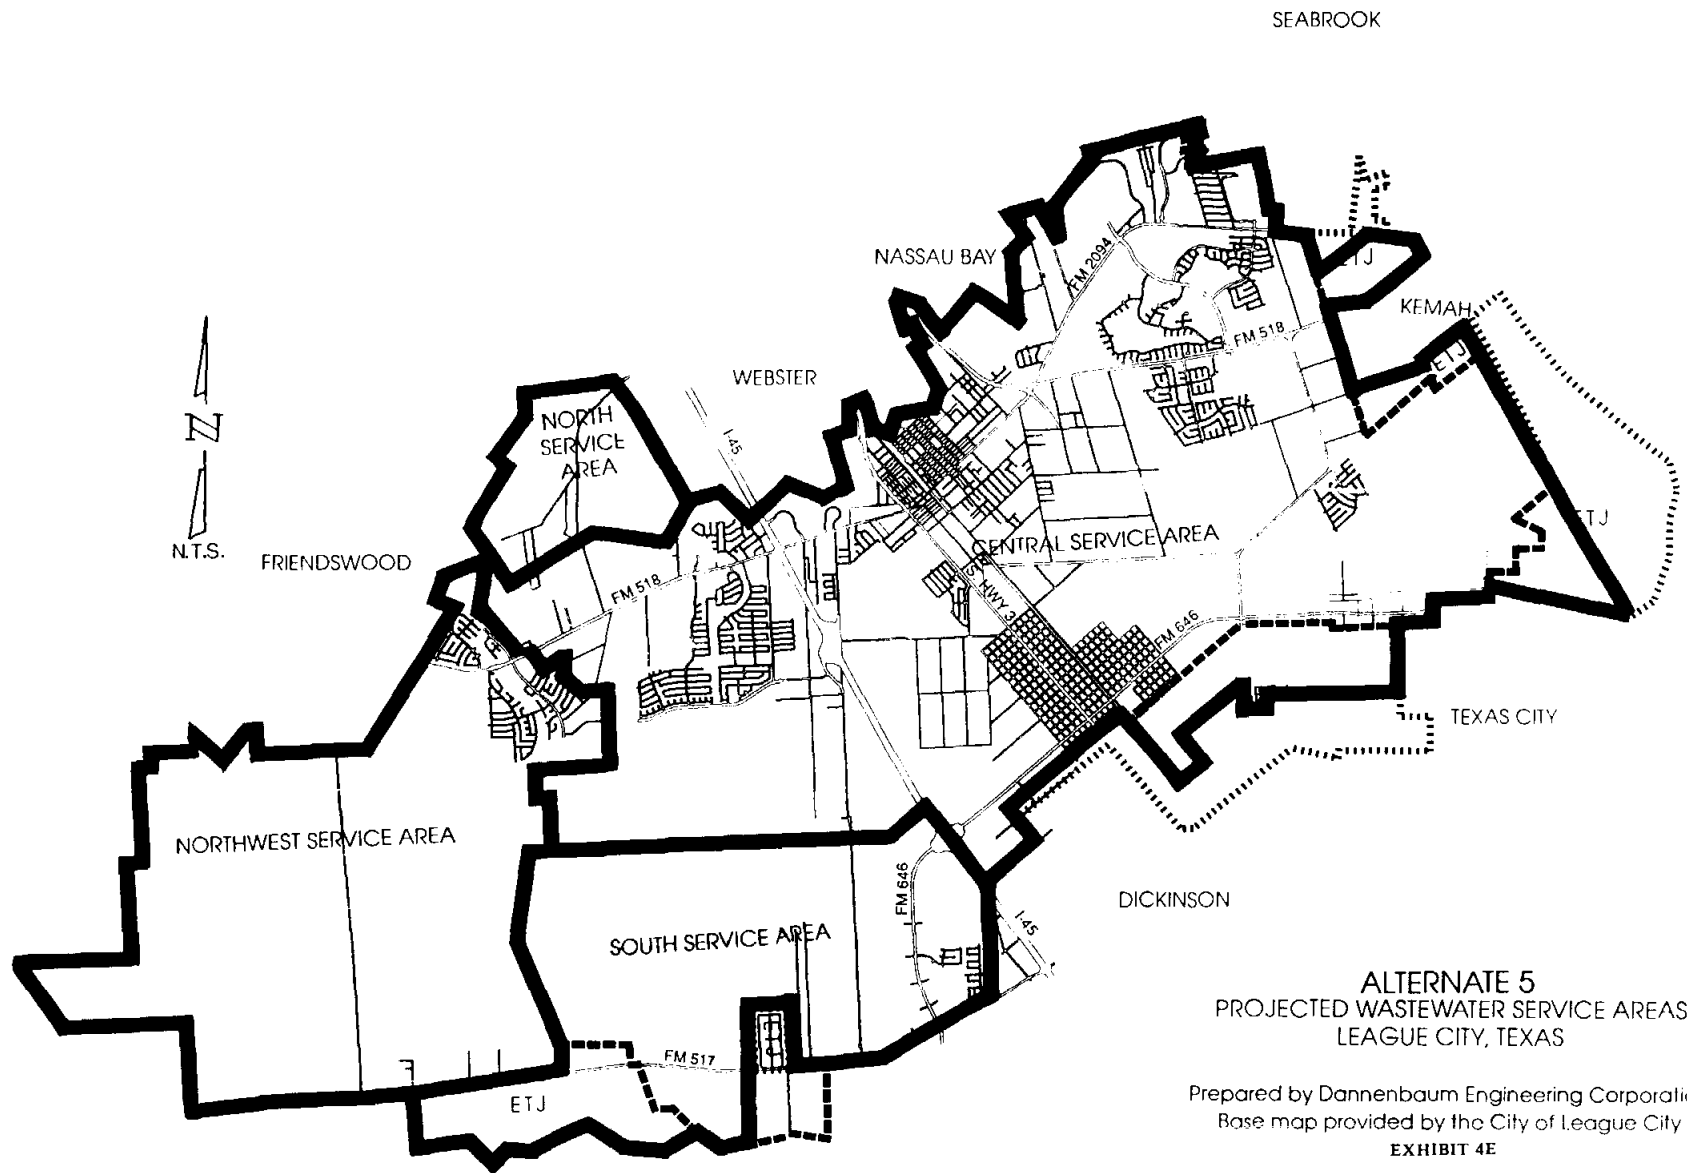 SEABROOK
NASSAU BAY
FM 2094
ETJ
KEMAH
FM 518
ETJ
WEBSTER
I-45
NORTH
SERVICE
AREA
N
N.T.S.
FRIENDSWOOD
FM 518
CENTRAL SERVICE AREA
ETJ
ST. HWY 3
FM 646
TEXAS CITY
NORTHWEST SERVICE AREA
FM 646
DICKINSON
I-45
SOUTH SERVICE AREA
FM 517
ETJ
ALTERNATE 5
PROJECTED WASTEWATER SERVICE AREAS
LEAGUE CITY, TEXAS
Prepared by Dannenbaum Engineering Corporati
Base map provided by the City of League City
EXHIBIT 4E